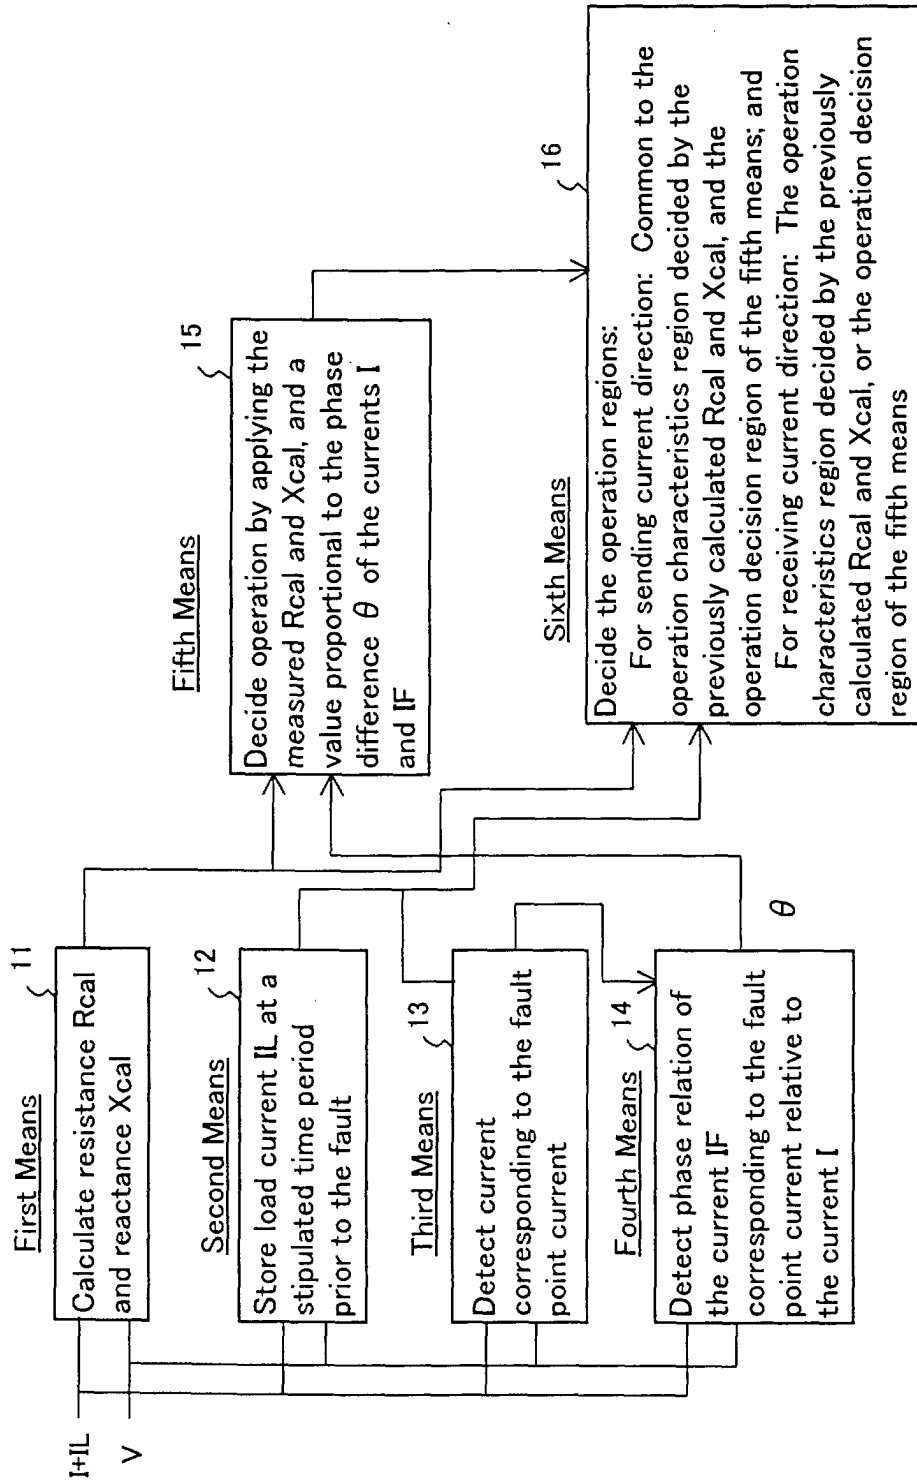 I+IL
V
First Means
11
Calculate resistance Rcal
and reactance Xcal
Second Means
12
Store load current IL at a
stipulated time period
prior to the fault
Third Means
13
Detect current
corresponding to the fault
point current
Fourth Means
14
Detect phase relation of
the current IF
corresponding to the fault
point current relative to
the current I
θ
Fifth Means
15
Decide operation by applying the
measured Rcal and Xcal, and a
value proportional to the phase
difference θ of the currents I
and IF
Sixth Means
16
Decide the operation regions:
For sending current direction: Common to the
operation characteristics region decided by the
previously calculated Rcal and Xcal, and the
operation decision region of the fifth means; and
For receiving current direction: The operation
characteristics region decided by the previously
calculated Rcal and Xcal, or the operation decision
region of the fifth means